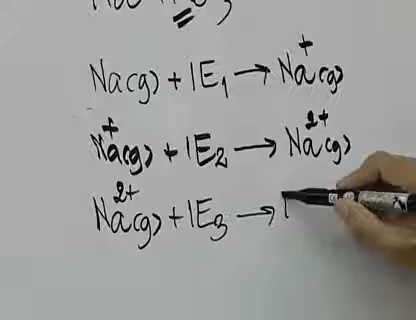 Na(g) + IE₁ → Na⁺(g)
Na⁺(g) + IE₂ → Na²⁺(g)
Na²⁺(g) + IE₃ →